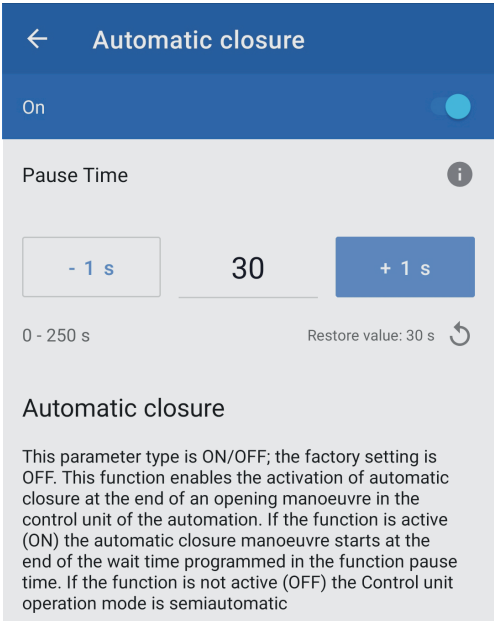 Automatic closure
On
Pause Time
- 1 s
30
+ 1 s
0 - 250 s
Restore value: 30 s
Automatic closure
This parameter type is ON/OFF; the factory setting is
OFF. This function enables the activation of automatic
closure at the end of an opening manoeuvre in the
control unit of the automation. If the function is active
(ON) the automatic closure manoeuvre starts at the
end of the wait time programmed in the function pause
time. If the function is not active (OFF) the Control unit
operation mode is semiautomatic